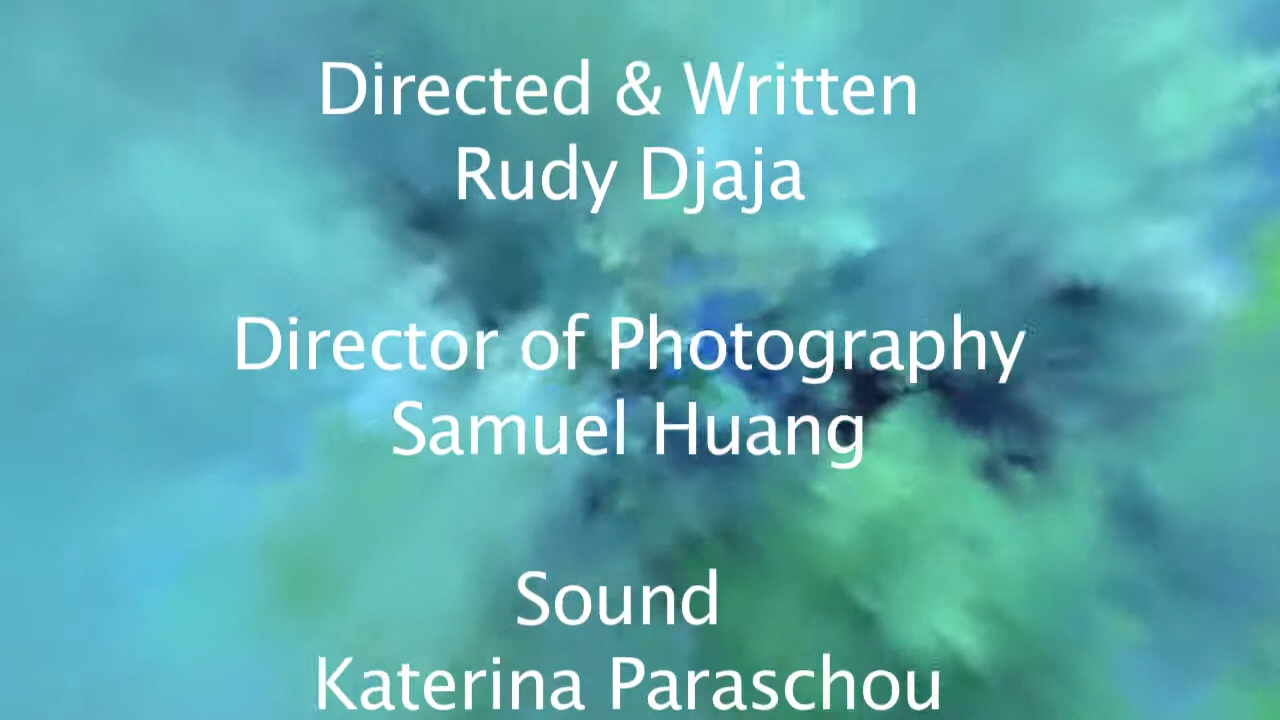 Directed & Written
Rudy Djaja
Director of Photography
Samuel Huang
Sound
Katerina Paraschou